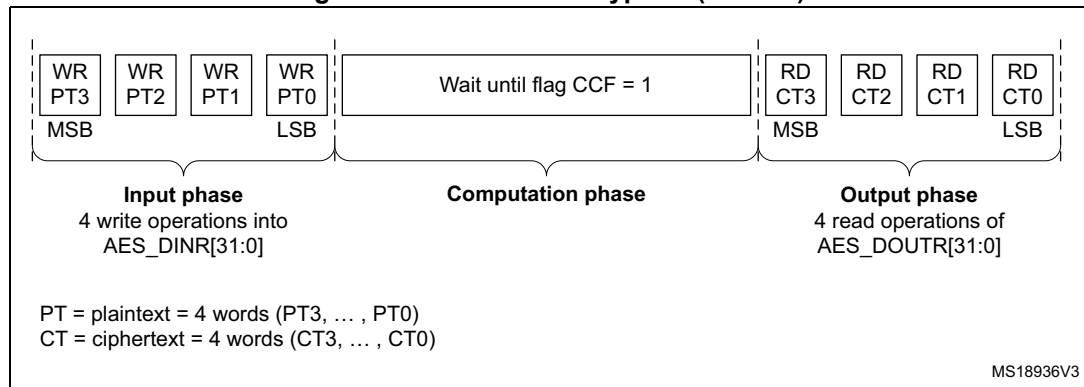 WR PT3
WR PT2
WR PT1
WR PT0
Wait until flag CCF = 1
RD CT3
RD CT2
RD CT1
RD CT0
MSB
LSB
MSB
LSB
Input phase
4 write operations into
AES_DINR[31:0]
Computation phase
Output phase
4 read operations of
AES_DOUTR[31:0]
PT = plaintext = 4 words (PT3, … , PT0)
CT = ciphertext = 4 words (CT3, … , CT0)
MS18936V3